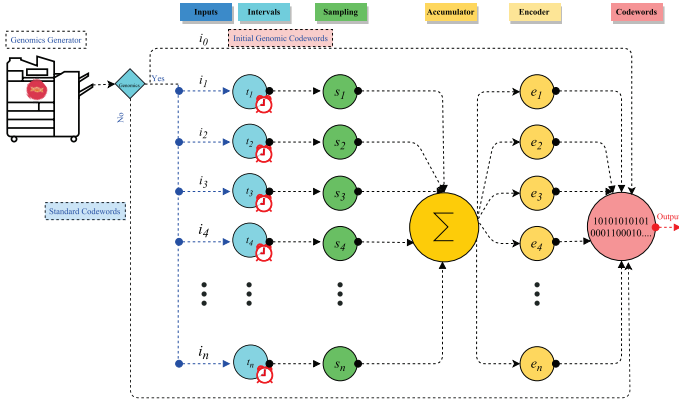 Inputs Intervals Sampling Accumulator Encoder Codewords
Genomics Generator
i0 Initial Genomic Codewords
Genomics Yes
No
i1 t1 s1 e1
i2 t2 s2 e2
i3 t3 s3 e3
i4 t4 s4 e4
∑
10101010101
0001100010....
Output
Standard Codewords
in tn sn en